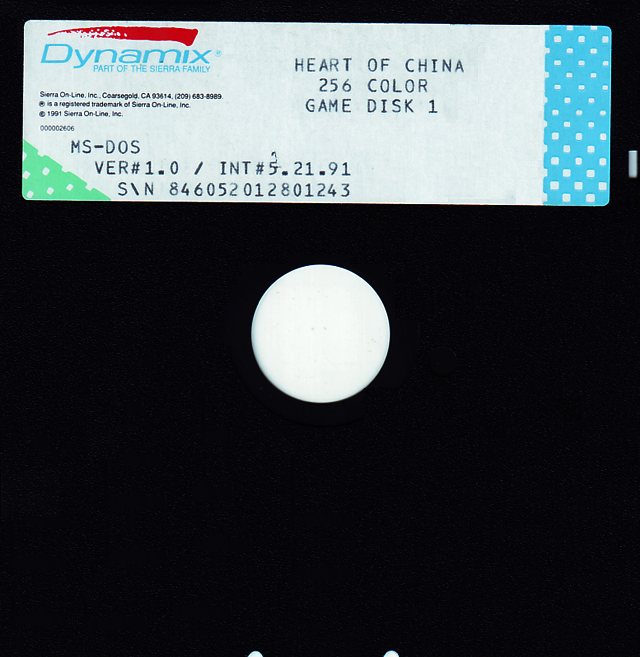 Dynamix®
PART OF THE SIERRA FAMILY
Sierra On-Line, Inc., Coarsegold, CA 93614, (209) 683-8989.
® is a registered trademark of Sierra On-Line, Inc.
© 1991 Sierra On-Line, Inc.
000002606
HEART OF CHINA
256 COLOR
GAME DISK 1
MS-DOS
VER#1.0 / INT#5.21.91
S\N 846052012801243